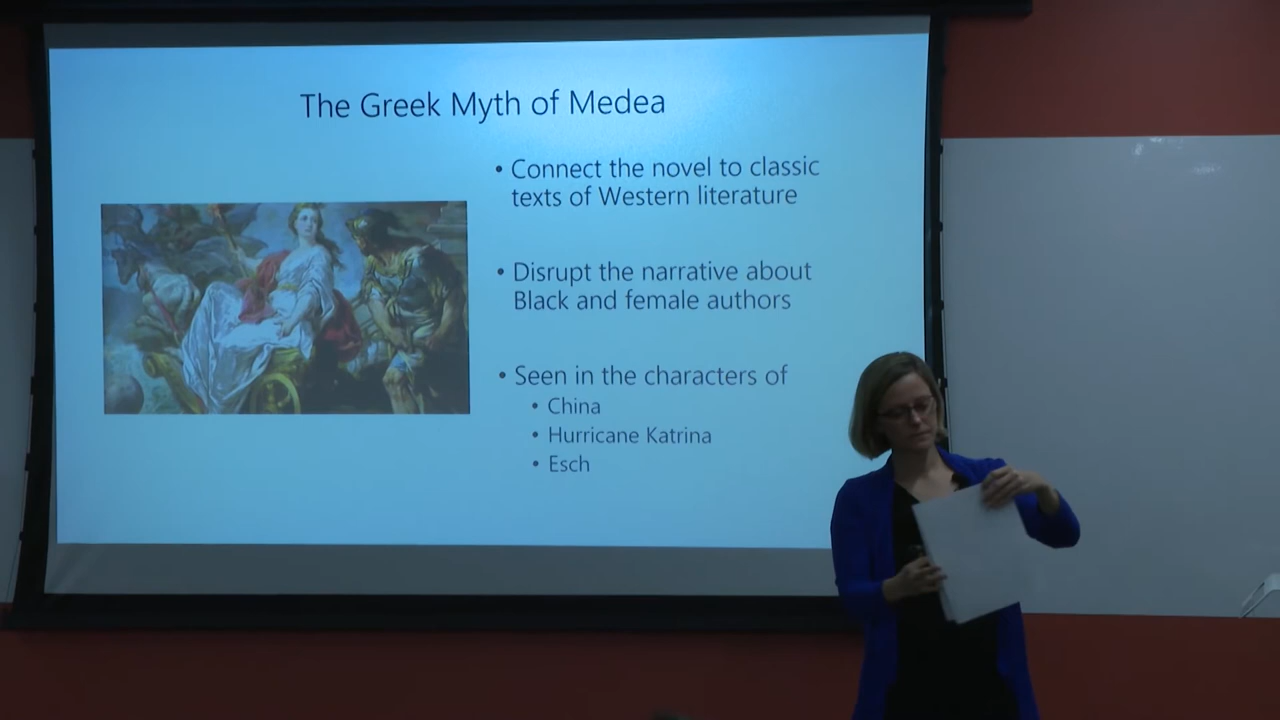 The Greek Myth of Medea
• Connect the novel to classic
texts of Western literature
• Disrupt the narrative about
Black and female authors
• Seen in the characters of
• China
• Hurricane Katrina
• Esch